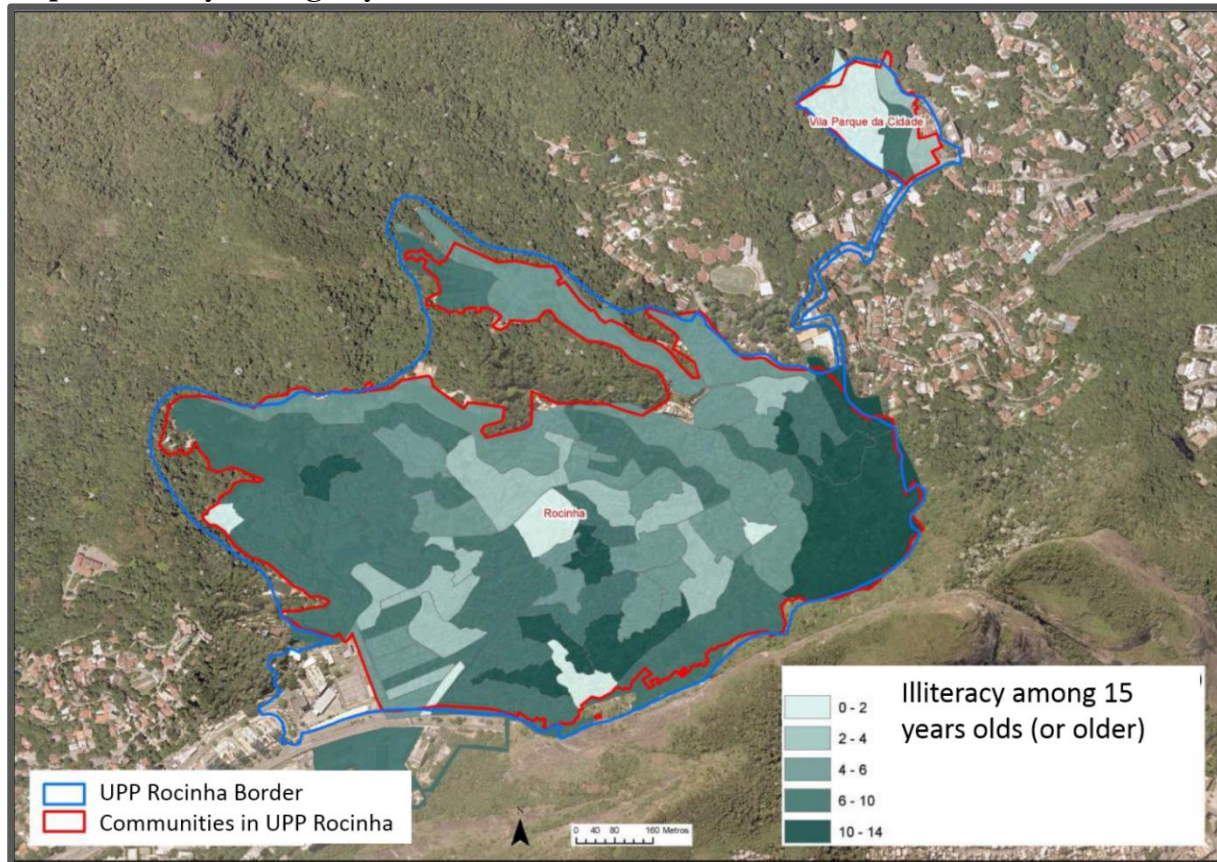 Vila Parque da Cidade
Rocinha
Illiteracy among 15
years olds (or older)
0 - 2
2 - 4
4 - 6
6 - 10
10 - 14
UPP Rocinha Border
Communities in UPP Rocinha
N
0 40 80 160 Metros